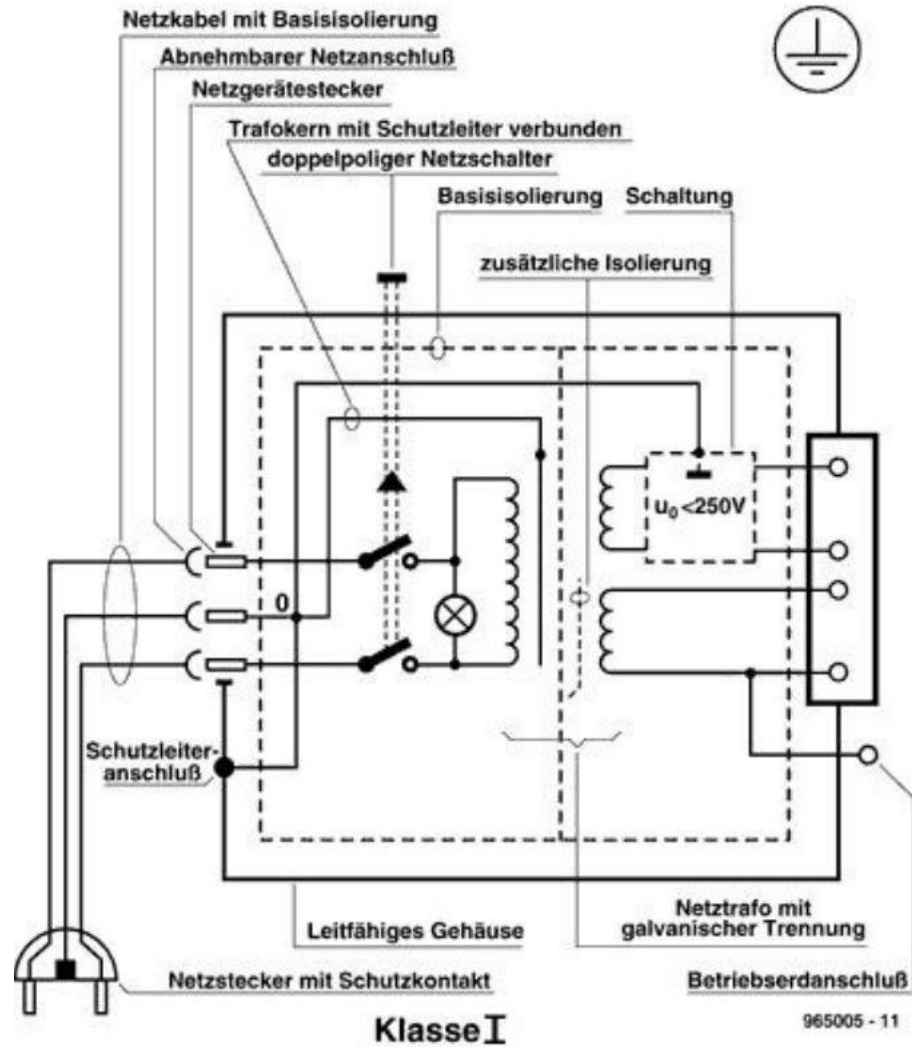 Netzkabel mit Basisisolierung
Abnehmbarer Netzanschluß
Netzgerätestecker
Trafokern mit Schutzleiter verbunden
doppelpoliger Netzschalter
Basisisolierung Schaltung
zusätzliche Isolierung
u0 <250V
0
Schutzleiter-
anschluß
Leitfähiges Gehäuse
Netztrafo mit
galvanischer Trennung
Netzstecker mit Schutzkontakt
Betriebserdanschluß
Klasse I
965005 - 11